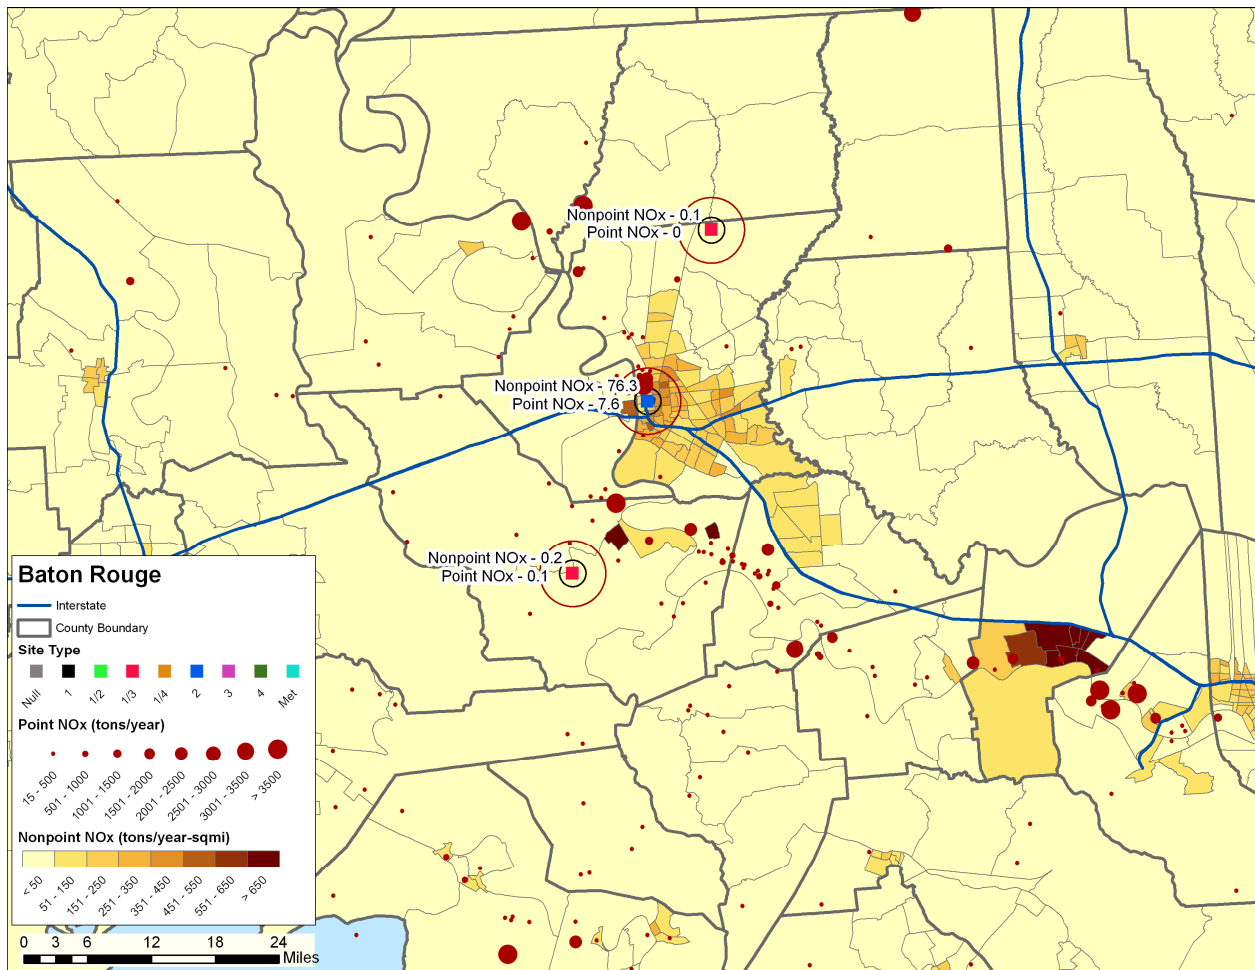 Nonpoint NOx - 0.1
Point NOx - 0
Nonpoint NOx - 76.3
Point NOx - 7.6
Nonpoint NOx - 0.2
Point NOx - 0.1
Baton Rouge
Interstate
County Boundary
Site Type
Null 1 1/2 1/3 1/4 2 3 4 Met
Point NOx (tons/year)
15 - 500 501 - 1000 1001 - 1500 1501 - 2000 2001 - 2500 2501 - 3000 3001 - 3500 > 3500
Nonpoint NOx (tons/year-sqmi)
< 50 51 - 150 151 - 250 250 - 350 351 - 450 451 - 550 551 - 650 > 650
0 3 6 12 18 24
Miles